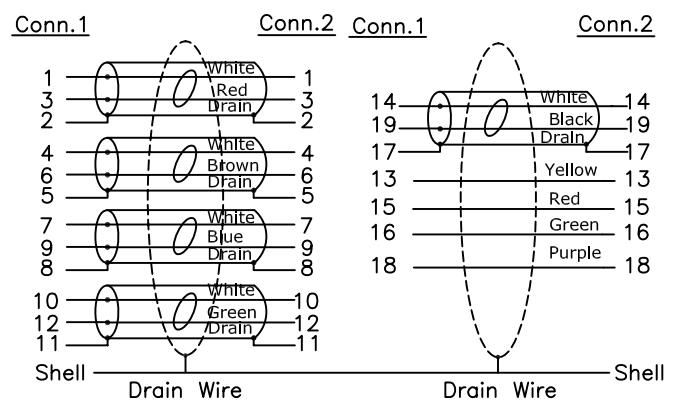 Conn.1 Conn.2 Conn.1 Conn.2
1 White 1
3 Red 3
2 Drain 2
4 White 4
6 Brown 6
5 Drain 5
7 White 7
9 Blue 9
8 Drain 8
10 White 10
12 Green 12
11 Drain 11
14 White 14
19 Black 19
17 Drain 17
13 Yellow 13
15 Red 15
16 Green 16
18 Purple 18
Shell Shell
Drain Wire Drain Wire